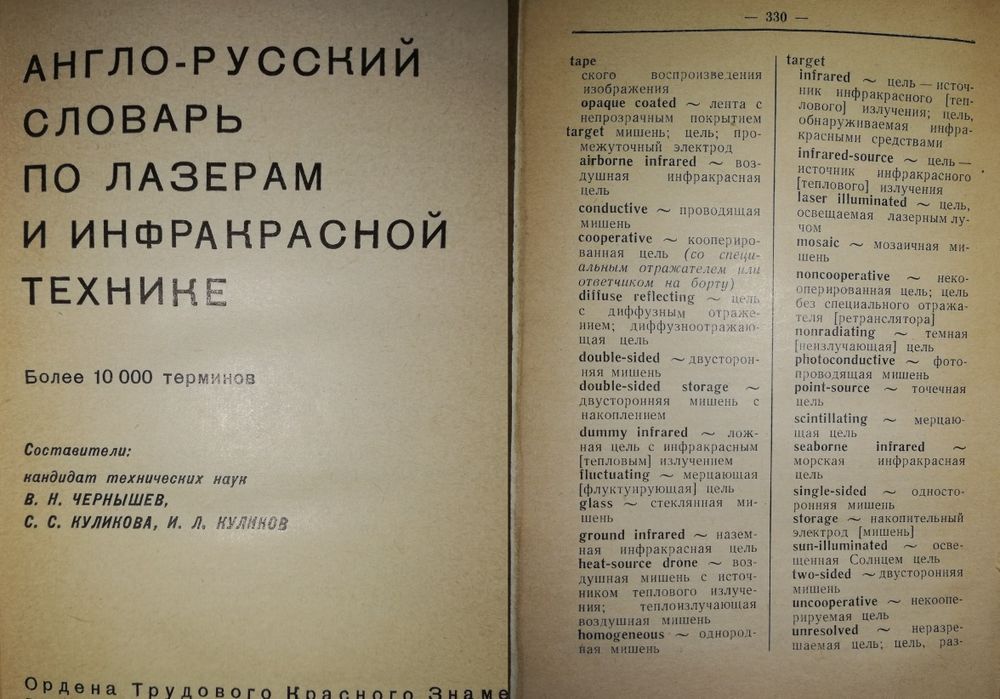 АНГЛО-РУССКИЙ
СЛОВАРЬ
ПО ЛАЗЕРАМ
И ИНФРАКРАСНОЙ
ТЕХНИКЕ
Более 10 000 терминов
Составители:
кандидат технических наук
В. Н. ЧЕРНЫШЕВ,
С. С. КУЛИКОВА, И. Л. КУЛИКОВ
Ордена Трудового Красного Знаме
— 330 —
tape
ского воспроизведения
изображения
opaque coated ~ лента с
непрозрачным покрытием
target мишень; цель; про-
межуточный электрод
airborne infrared ~ воз-
душная инфракрасная
цель
conductive ~ проводящая
мишень
cooperative ~ коопериро-
ванная цель (со специ-
альным отражателем или
ответчиком на борту)
diffuse reflecting ~ цель
с диффузным отраже-
нием; диффузноотражаю-
щая цель
double-sided ~ двусторон-
няя мишень
double-sided storage ~
двусторонняя мишень с
накоплением
dummy infrared ~ лож-
ная цель с инфракрасным
[тепловым] излучением
fluctuating ~ мерцающая
[флуктуирующая] цель
glass ~ стеклянная ми-
шень
ground infrared ~ назем-
ная инфракрасная цель
heat-source drone ~ воз-
душная мишень с источ-
ником теплового излуче-
ния; теплоизлучающая
воздушная мишень
homogeneous ~ однород-
ная мишень
target
infrared ~ цель — источ-
ник инфракрасного [теп-
лового] излучения; цель,
обнаруживаемая инфра-
красными средствами
infrared-source ~ цель —
источник инфракрасного
[теплового] излучения
laser illuminated ~ цель,
освещаемая лазерным лу-
чом
mosaic ~ мозаичная ми-
шень
noncooperative ~ неко-
оперированная цель; цель
без специального отража-
теля [ретранслятора]
nonradiating ~ темная
[неизлучающая] цель
photoconductive ~ фото-
проводящая мишень
point-source ~ точечная
цель
scintillating ~ мерцаю-
щая цель
seaborne infrared ~
морская инфракрасная
цель
single-sided ~ односто-
ронняя мишень
storage ~ накопительный
электрод [мишень]
sun-illuminated ~ осве-
щенная Солнцем цель
two-sided ~ двусторонняя
мишень
uncooperative ~ некоопе-
рируемая цель
unresolved ~ неразре-
шаемая цель; цель, раз-